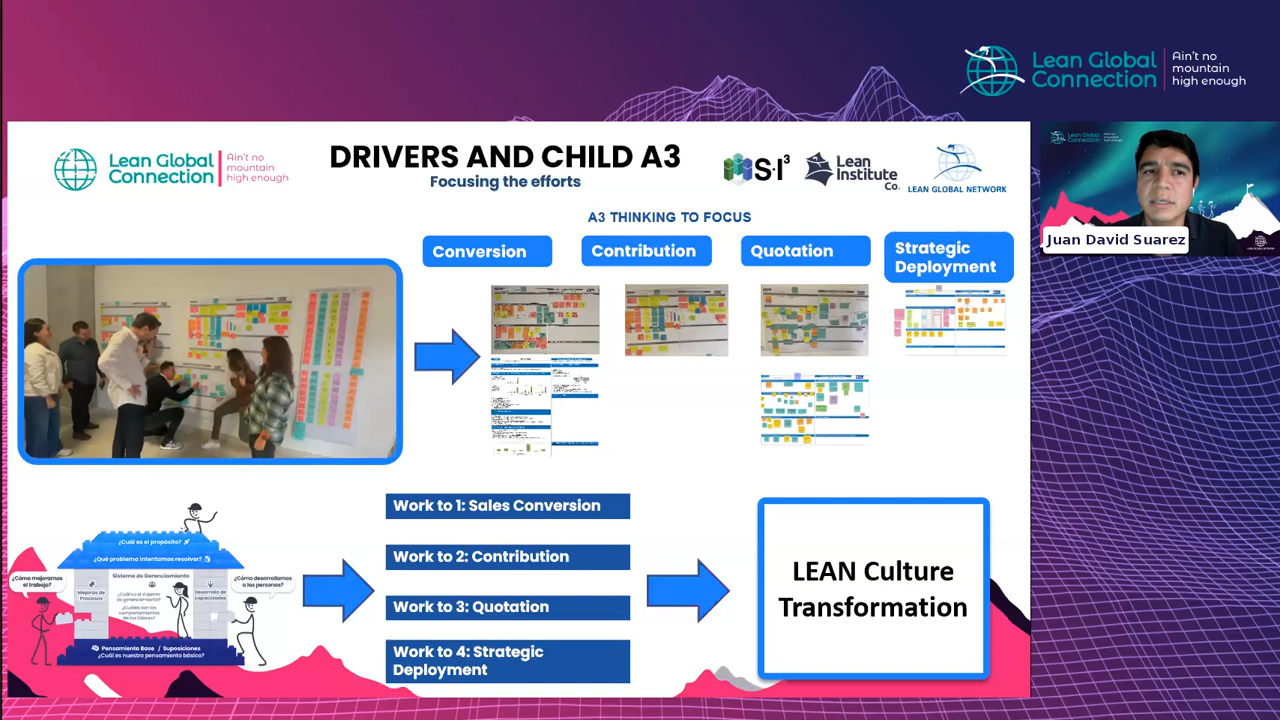 Lean Global
Connection
Ain't no
mountain
high enough
Lean Global
Connection
Ain't no
mountain
high enough
DRIVERS AND CHILD A3
Focusing the efforts
S·I³
Lean
Institute
Co.
LEAN GLOBAL NETWORK
Lean Global
Connection
Juan David Suarez
A3 THINKING TO FOCUS
Conversion
Contribution
Quotation
Strategic
Deployment
¿Cuál es el propósito?
¿Qué problema intentamos resolver?
¿Cómo mejoramos
el trabajo?
Mejoras de
Procesos
Sistema de Gerenciamiento
¿Cuál es el sistema
de gerenciamiento?
¿Cuáles son los
comportamientos
de los líderes?
Desarrollo de
capacidades
¿Cómo desarrollamos
a las personas?
Pensamiento Base / Suposiciones
¿Cuál es nuestro pensamiento básico?
Work to 1: Sales Conversion
Work to 2: Contribution
Work to 3: Quotation
Work to 4: Strategic
Deployment
LEAN Culture
Transformation